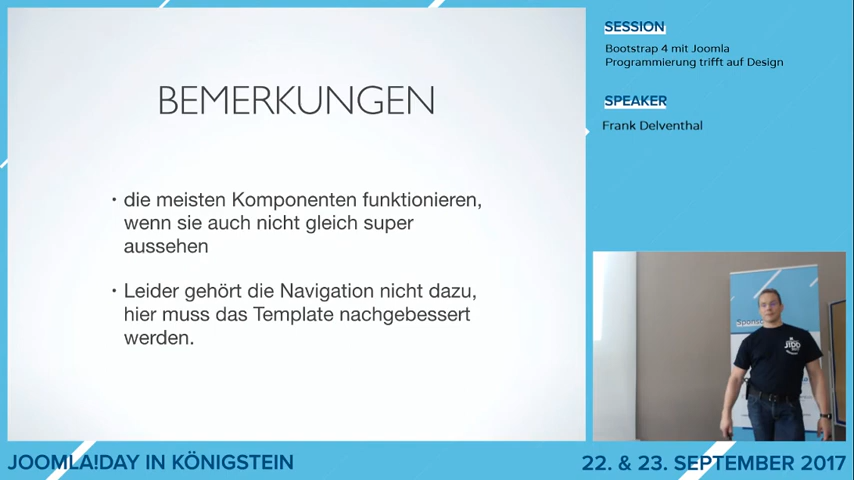 BEMERKUNGEN
• die meisten Komponenten funktionieren,
wenn sie auch nicht gleich super
aussehen
• Leider gehört die Navigation nicht dazu,
hier muss das Template nachgebessert
werden.
SESSION
Bootstrap 4 mit Joomla
Programmierung trifft auf Design
SPEAKER
Frank Delventhal
JOOMLA!DAY IN KÖNIGSTEIN
22. & 23. SEPTEMBER 2017